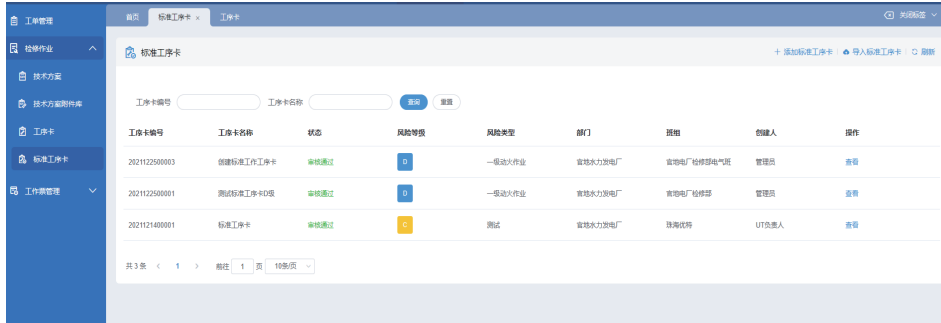 工单管理
检修作业
技术方案
技术方案附件库
工序卡
标准工序卡
工作票管理
首页 标准工序卡 × 工序卡 关闭标签
标准工序卡 + 添加标准工序卡 导入标准工序卡 刷新
工序卡编号 工序卡名称 查询 重置
工序卡编号 工序卡名称 状态 风险等级 风险类型 部门 班组 创建人 操作
2021122500003 创建标准工作工序卡 审核通过 D 一级动火作业 官地水力发电厂 官地电厂检修部电气班 管理员 查看
2021122500001 测试标准工序卡D级 审核通过 D 一级动火作业 官地水力发电厂 官地电厂检修部 管理员 查看
2021121400001 标准工序卡 审核通过 C 测试 官地水力发电厂 珠海优特 UT负责人 查看
共 3 条 < 1 > 前往 1 页 10条/页